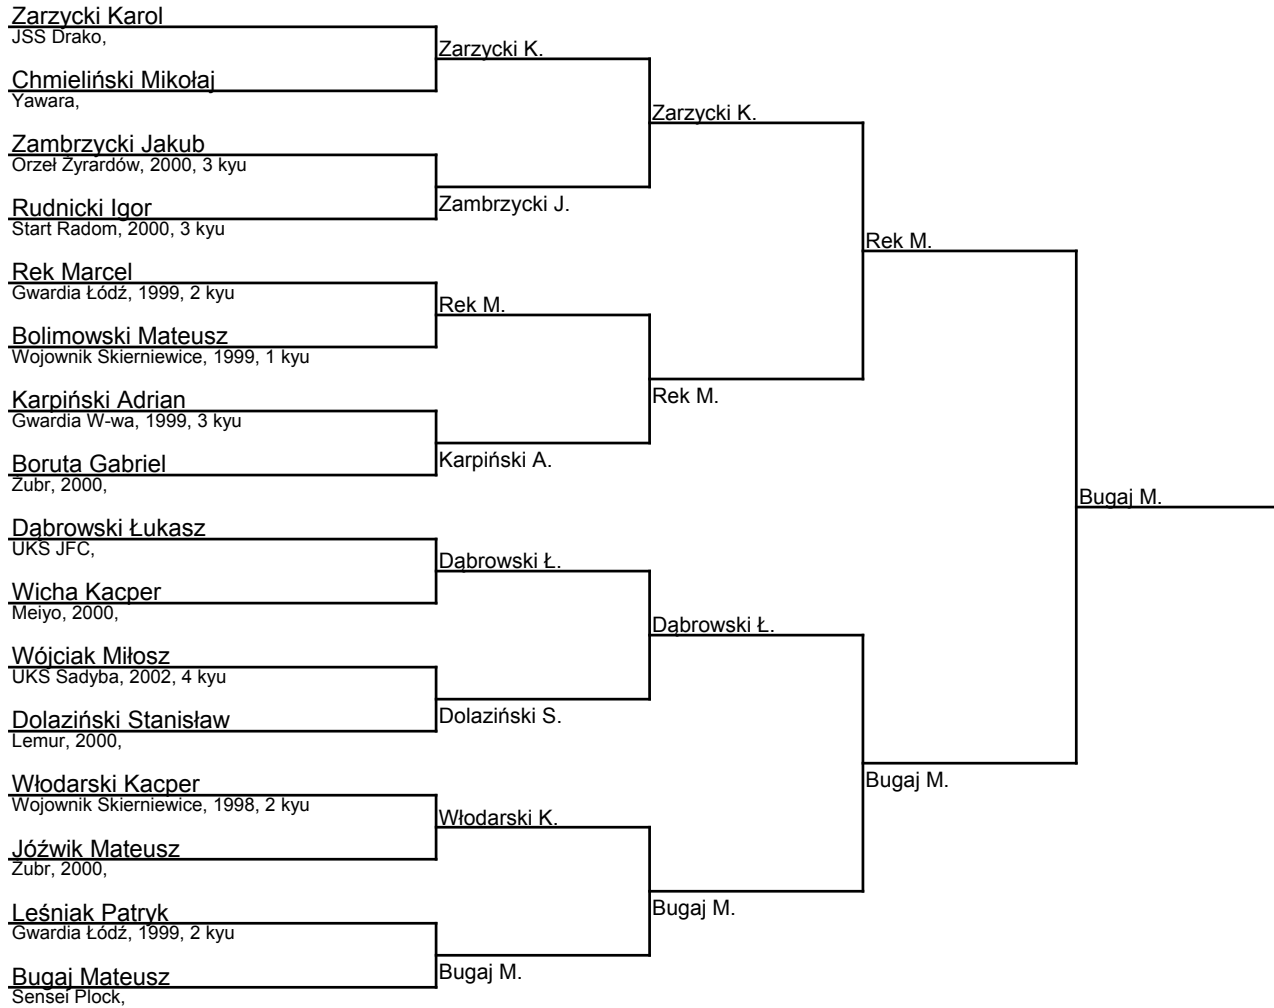 Zarzycki Karol
JSS Drako,
Zarzycki K.
Chmieliński Mikołaj
Yawara,
Zarzycki K.
Zambrzycki Jakub
Orzeł Żyrardów, 2000, 3 kyu
Zambrzycki J.
Rudnicki Igor
Start Radom, 2000, 3 kyu
Rek M.
Rek Marcel
Gwardia Łódź, 1999, 2 kyu
Rek M.
Bolimowski Mateusz
Wojownik Skierniewice, 1999, 1 kyu
Rek M.
Karpiński Adrian
Gwardia W-wa, 1999, 3 kyu
Karpiński A.
Boruta Gabriel
Żubr, 2000,
Bugaj M.
Dąbrowski Łukasz
UKS JFC,
Dąbrowski Ł.
Wicha Kacper
Meiyo, 2000,
Dąbrowski Ł.
Wójciak Miłosz
UKS Sadyba, 2002, 4 kyu
Dolaziński S.
Dolaziński Stanisław
Lemur, 2000,
Bugaj M.
Włodarski Kacper
Wojownik Skierniewice, 1998, 2 kyu
Włodarski K.
Jóźwik Mateusz
Żubr, 2000,
Bugaj M.
Leśniak Patryk
Gwardia Łódź, 1999, 2 kyu
Bugaj M.
Bugaj Mateusz
Sensei Płock,